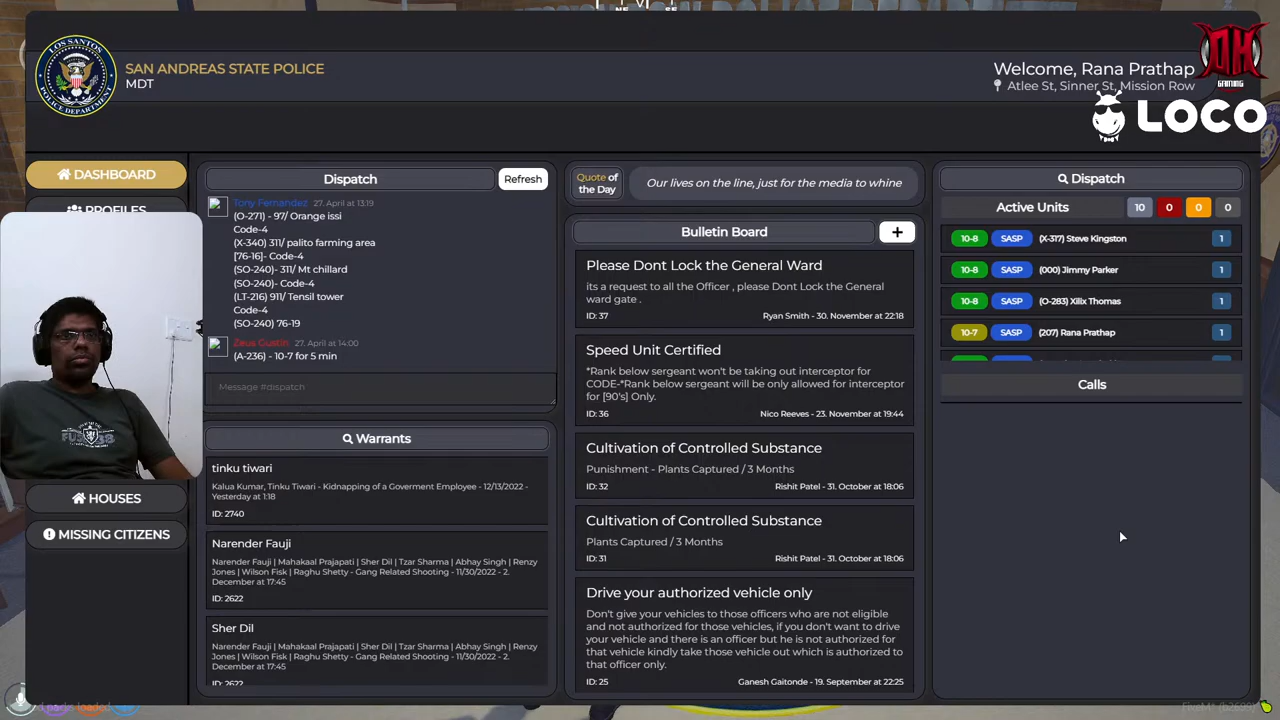 SAN ANDREAS STATE POLICE
MDT
LOS SANTOS
POLICE DEPARTMENT
Welcome, Rana Prathap
Atlee St, Sinner St, Mission Row
GAMING
LOCO
DASHBOARD
PROFILES
HOUSES
MISSING CITIZENS
Dispatch
Refresh
Tony Fernandez 27. April at 13:19
(O-271) - 97/ Orange issi
Code-4
(X-340) 311/ palito farming area
[76-16]- Code-4
(SO-240)- 311/ Mt chillard
(SO-240)- Code-4
(LT-216) 911/ Tensil tower
Code-4
(SO-240) 76-19
Zeus Gustin 27. April at 14:00
(A-236) - 10-7 for 5 min
Message #dispatch
Warrants
tinku tiwari
Kalua Kumar, Tinku Tiwari - Kidnapping of a Goverment Employee - 12/13/2022 -
Yesterday at 1:18
ID: 2740
Narender Fauji
Narender Fauji | Mahakaal Prajapati | Sher Dil | Tzar Sharma | Abhay Singh | Renzy
Jones | Wilson Fisk | Raghu Shetty - Gang Related Shooting - 11/30/2022 - 2.
December at 17:45
ID: 2622
Sher Dil
Narender Fauji | Mahakaal Prajapati | Sher Dil | Tzar Sharma | Abhay Singh | Renzy
Jones | Wilson Fisk | Raghu Shetty - Gang Related Shooting - 11/30/2022 - 2.
December at 17:45
ID: 2622
Quote of
the Day
Our lives on the line, just for the media to whine
Bulletin Board
+
Please Dont Lock the General Ward
its a request to all the Officer , please Dont Lock the General
ward gate .
ID: 37 Ryan Smith - 30. November at 22:18
Speed Unit Certified
*Rank below sergeant won't be taking out interceptor for
CODE-*Rank below sergeant will be only allowed for interceptor
for [90's] Only.
ID: 36 Nico Reeves - 23. November at 19:44
Cultivation of Controlled Substance
Punishment - Plants Captured / 3 Months
ID: 32 Rishit Patel - 31. October at 18:06
Cultivation of Controlled Substance
Plants Captured / 3 Months
ID: 31 Rishit Patel - 31. October at 18:06
Drive your authorized vehicle only
Don't give your vehicles to those officers who are not eligible
and not authorized for those vehicles, if you don't want to drive
your vehicle and there is an officer but he is not authorized for
that vehicle kindly take those vehicle out which is authorized to
that officer only.
ID: 25 Ganesh Gaitonde - 19. September at 22:25
Dispatch
Active Units 10 0 0 0
10-8 SASP (X-317) Steve Kingston 1
10-8 SASP (000) Jimmy Parker 1
10-8 SASP (O-283) Xilix Thomas 1
10-7 SASP (207) Rana Prathap 1
Calls